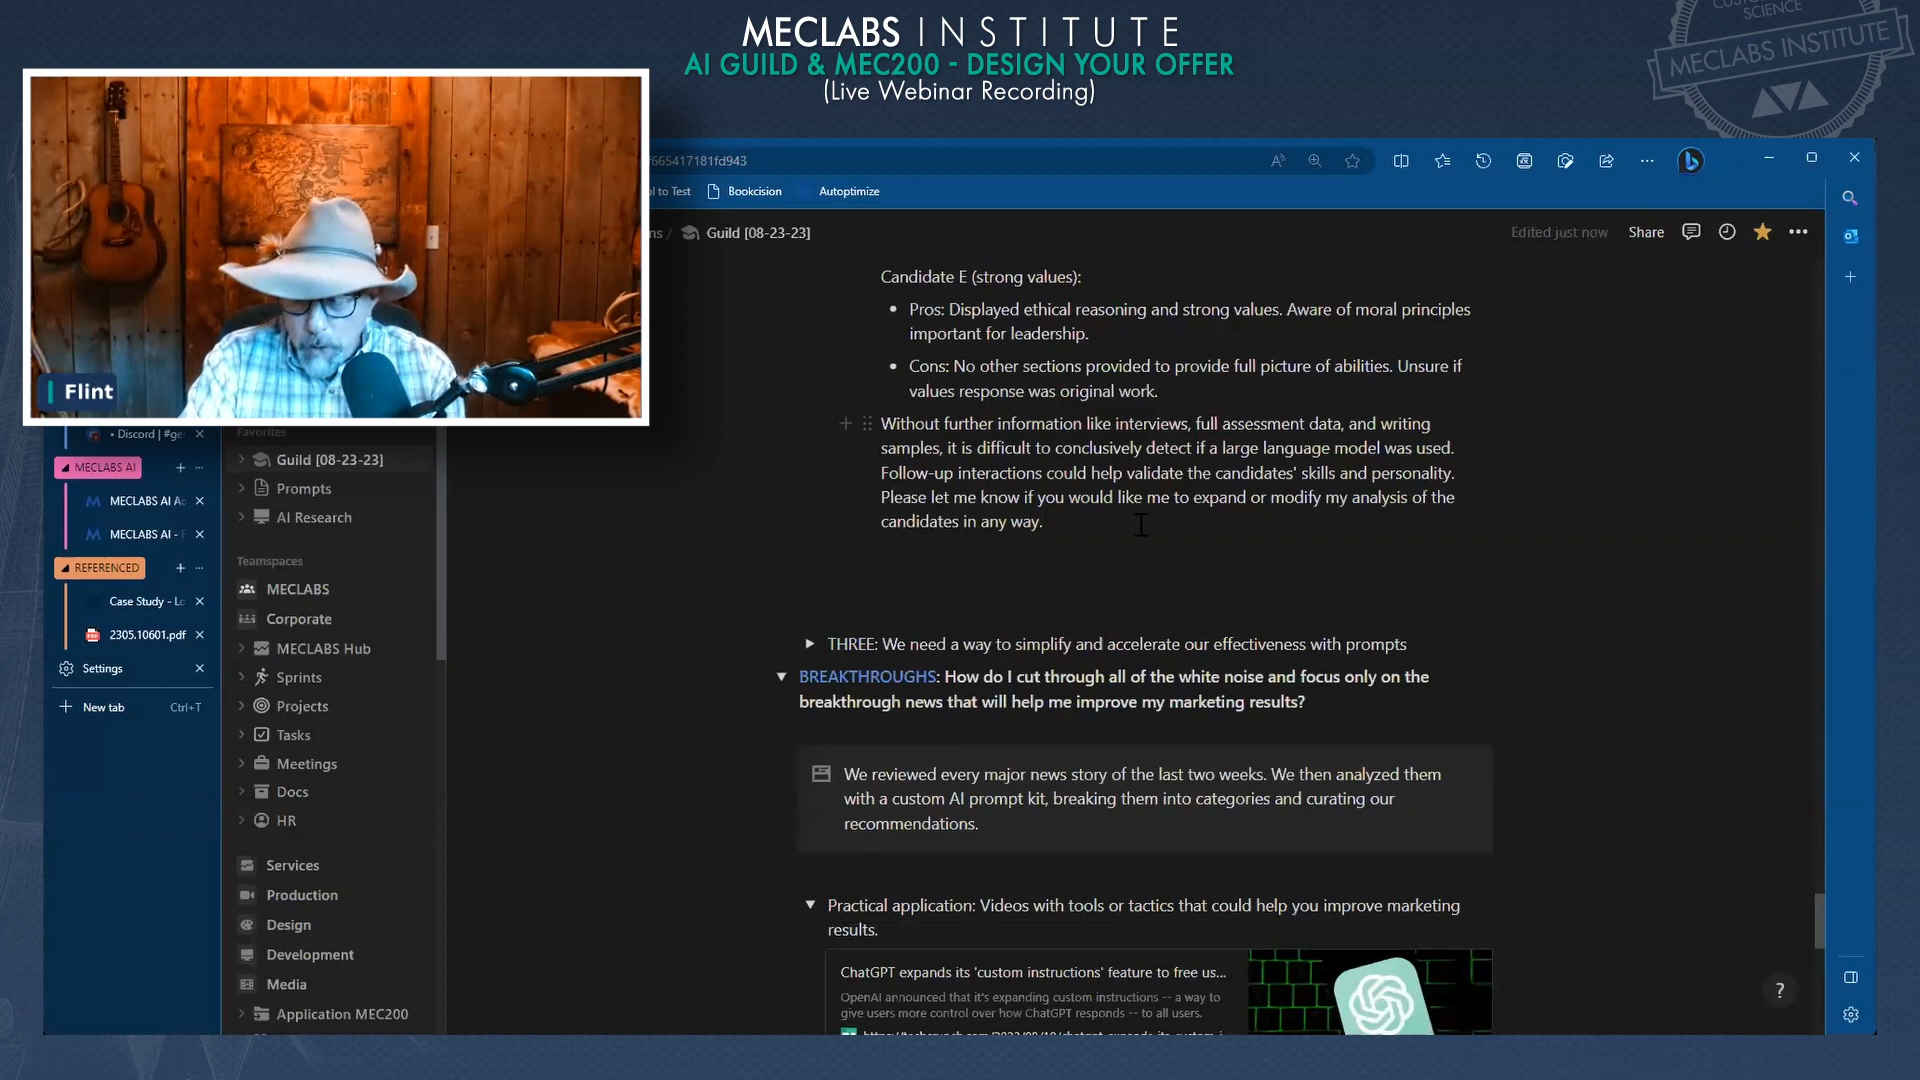 MECLABS INSTITUTE
AI GUILD & MEC200 - DESIGN YOUR OFFER
(Live Webinar Recording)
SCIENCE
MECLABS INSTITUTE
Flint
f665417181fd943
ol to Test
Bookcision
Autoptimize
ns /
Guild [08-23-23]
Edited just now
Share
• Discord | #ge
MECLABS AI
MECLABS AI Ac
MECLABS AI - F
REFERENCED
Case Study - Lo
2305.10601.pdf
Settings
New tab
Ctrl+T
Favorites
Guild [08-23-23]
Prompts
AI Research
Teamspaces
MECLABS
Corporate
MECLABS Hub
Sprints
Projects
Tasks
Meetings
Docs
HR
Services
Production
Design
Development
Media
Application MEC200
Candidate E (strong values):
• Pros: Displayed ethical reasoning and strong values. Aware of moral principles
important for leadership.
• Cons: No other sections provided to provide full picture of abilities. Unsure if
values response was original work.
Without further information like interviews, full assessment data, and writing
samples, it is difficult to conclusively detect if a large language model was used.
Follow-up interactions could help validate the candidates' skills and personality.
Please let me know if you would like me to expand or modify my analysis of the
candidates in any way.
THREE: We need a way to simplify and accelerate our effectiveness with prompts
BREAKTHROUGHS: How do I cut through all of the white noise and focus only on the
breakthrough news that will help me improve my marketing results?
We reviewed every major news story of the last two weeks. We then analyzed them
with a custom AI prompt kit, breaking them into categories and curating our
recommendations.
Practical application: Videos with tools or tactics that could help you improve marketing
results.
ChatGPT expands its 'custom instructions' feature to free us...
OpenAI announced that it's expanding custom instructions -- a way to
give users more control over how ChatGPT responds -- to all users.
?